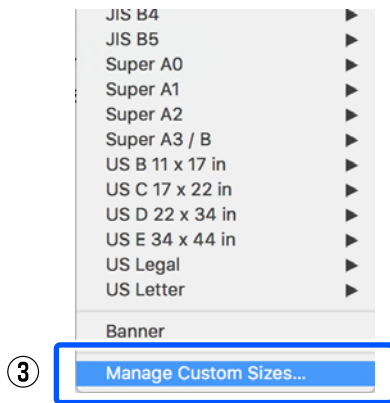 JIS B4
JIS B5
Super A0
Super A1
Super A2
Super A3 / B
US B 11 x 17 in
US C 17 x 22 in
US D 22 x 34 in
US E 34 x 44 in
US Legal
US Letter
Banner
③ Manage Custom Sizes...